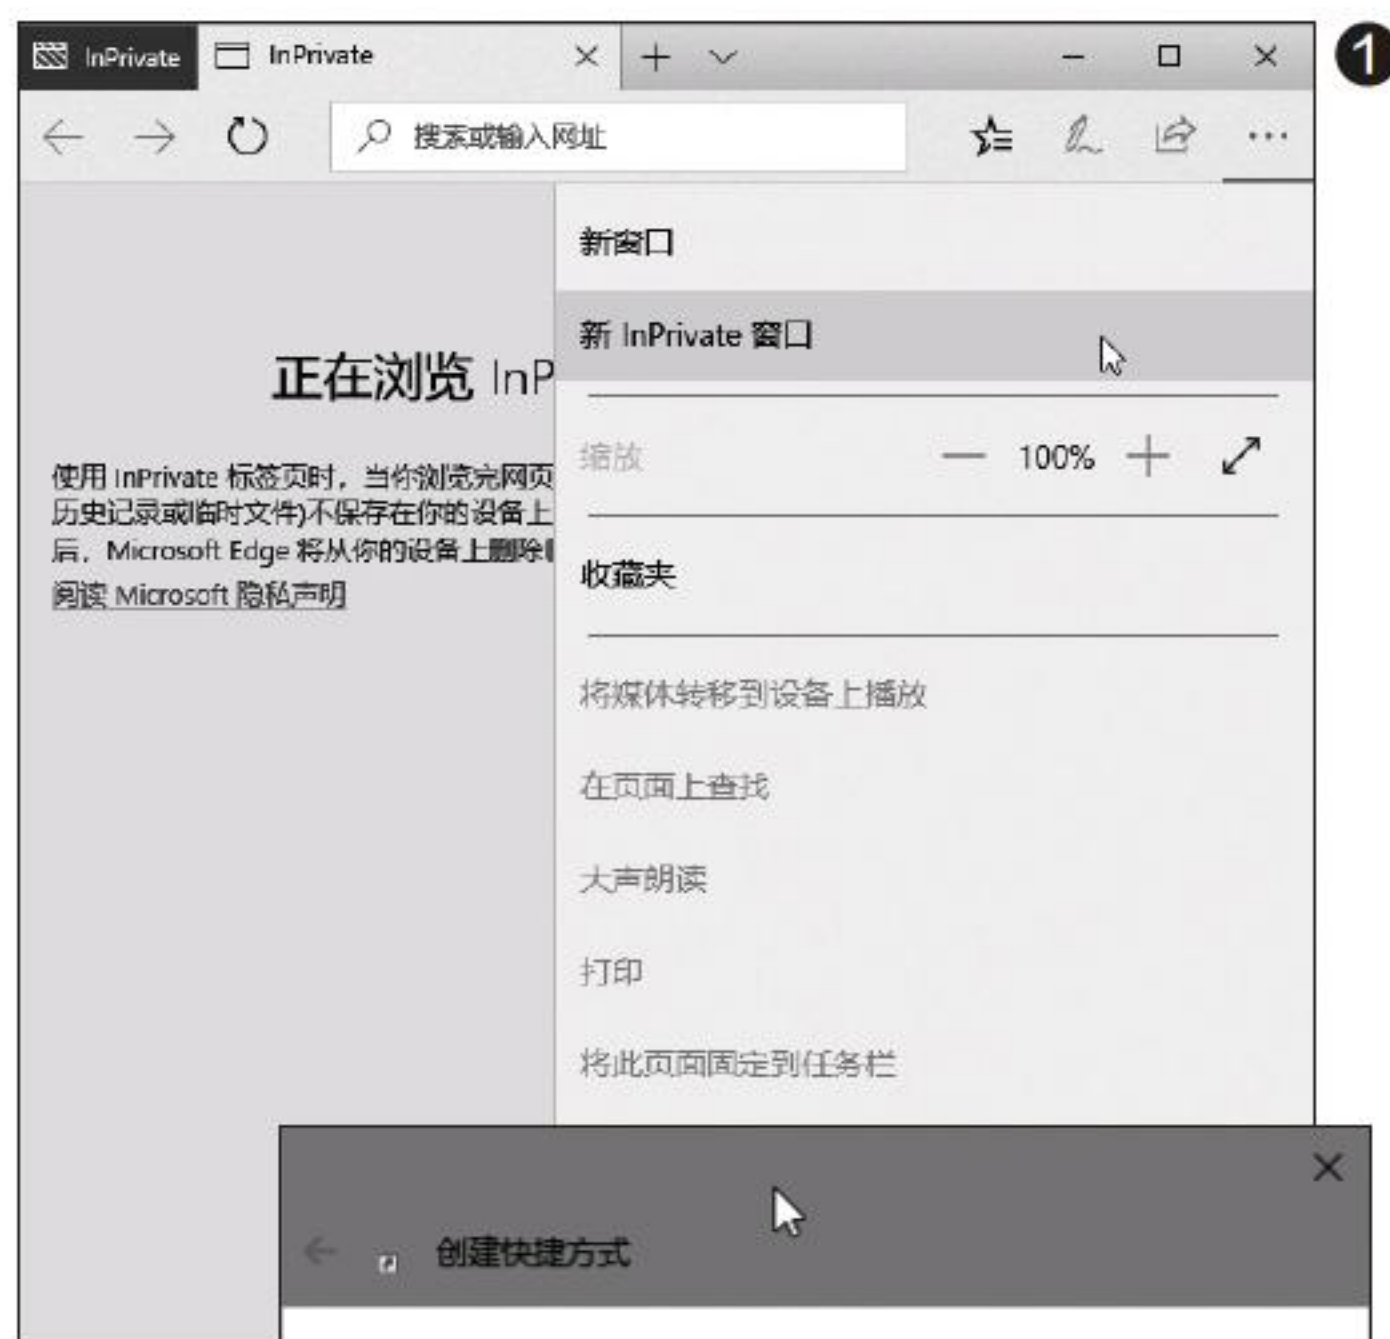 InPrivate
InPrivate
1
搜索或输入网址
新窗口
新 InPrivate 窗口
正在浏览 InP
缩放
100%
使用 InPrivate 标签页时，当你浏览完网页
历史记录或临时文件)不保存在你的设备上
后，Microsoft Edge 将从你的设备上删除
阅读 Microsoft 隐私声明
收藏夹
将媒体转移到设备上播放
在页面上查找
大声朗读
打印
将此页面固定到任务栏
创建快捷方式